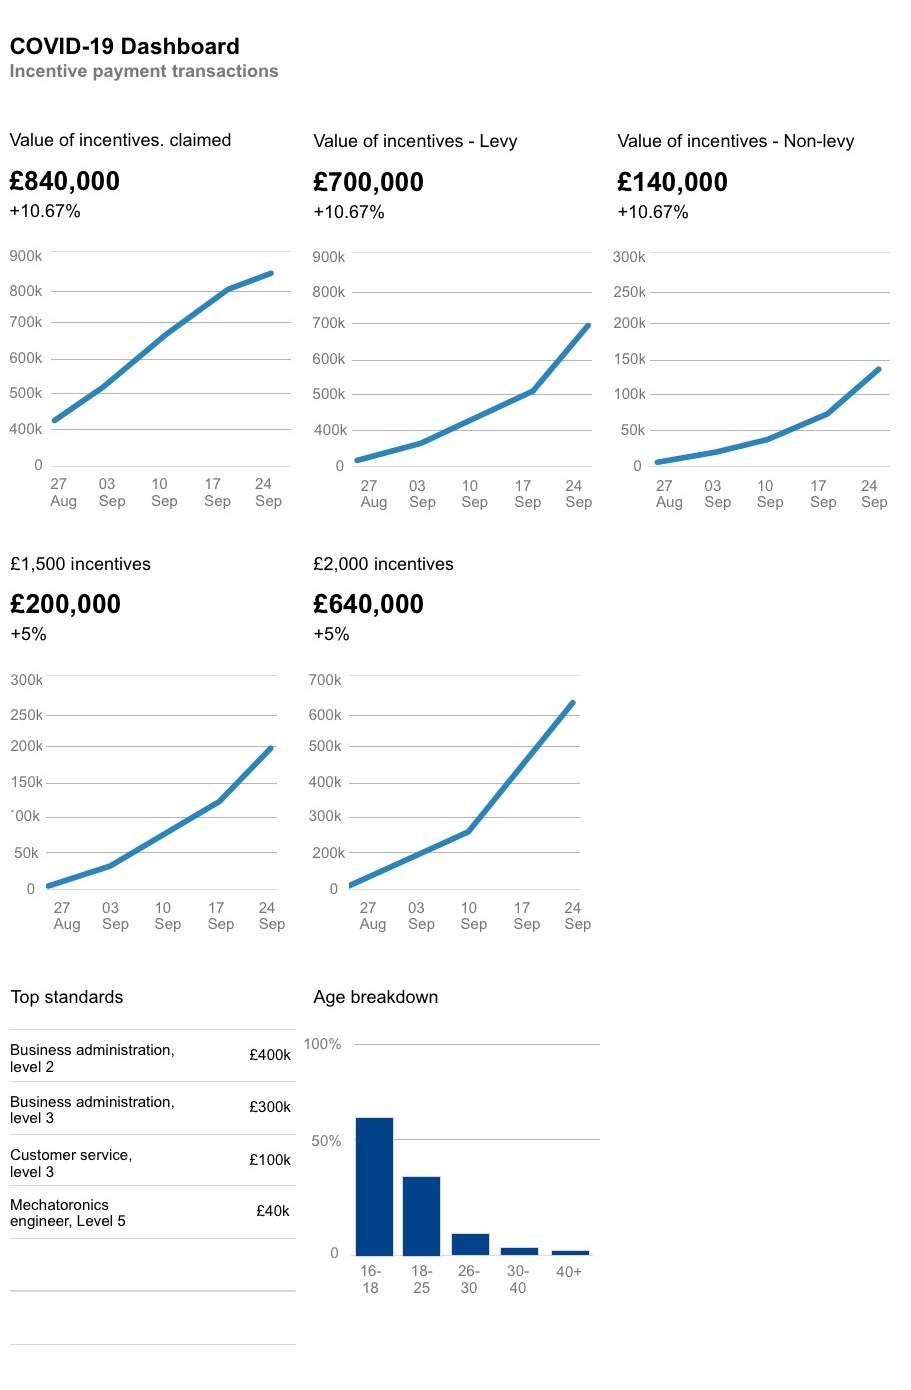 COVID-19 Dashboard
Incentive payment transactions
Value of incentives. claimed
£840,000
+10.67%
900k
800k
700k
600k
500k
400k
0
27 Aug
03 Sep
10 Sep
17 Sep
24 Sep
Value of incentives - Levy
£700,000
+10.67%
900k
800k
700k
600k
500k
400k
0
27 Aug
03 Sep
10 Sep
17 Sep
24 Sep
Value of incentives - Non-levy
£140,000
+10.67%
300k
250k
200k
150k
100k
50k
0
27 Aug
03 Sep
10 Sep
17 Sep
24 Sep
£1,500 incentives
£200,000
+5%
300k
250k
200k
150k
`00k
50k
0
27 Aug
03 Sep
10 Sep
17 Sep
24 Sep
£2,000 incentives
£640,000
+5%
700k
600k
500k
400k
300k
200k
0
27 Aug
03 Sep
10 Sep
17 Sep
24 Sep
Top standards
Business administration,
level 2
£400k
Business administration,
level 3
£300k
Customer service,
level 3
£100k
Mechatoronics
engineer, Level 5
£40k
Age breakdown
100%
50%
0
16-18
18-25
26-30
30-40
40+